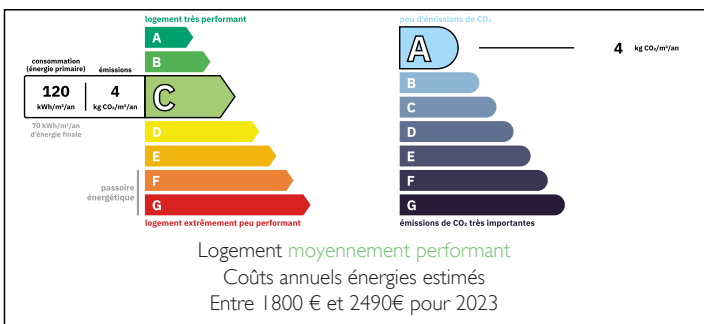 logement très performant
A
B
consommation
(énergie primaire)
émissions
120
kWh/m²/an
4
kg CO₂/m²/an
C
70 kWh/m²/an
d'énergie finale
D
E
passoire
énergétique
F
G
logement extrêmement peu performant
peu d'émissions de CO₂
A
4 kg CO₂/m²/an
B
C
D
E
F
G
émissions de CO₂ très importantes
Logement moyennement performant
Coûts annuels énergies estimés
Entre 1800 € et 2490€ pour 2023